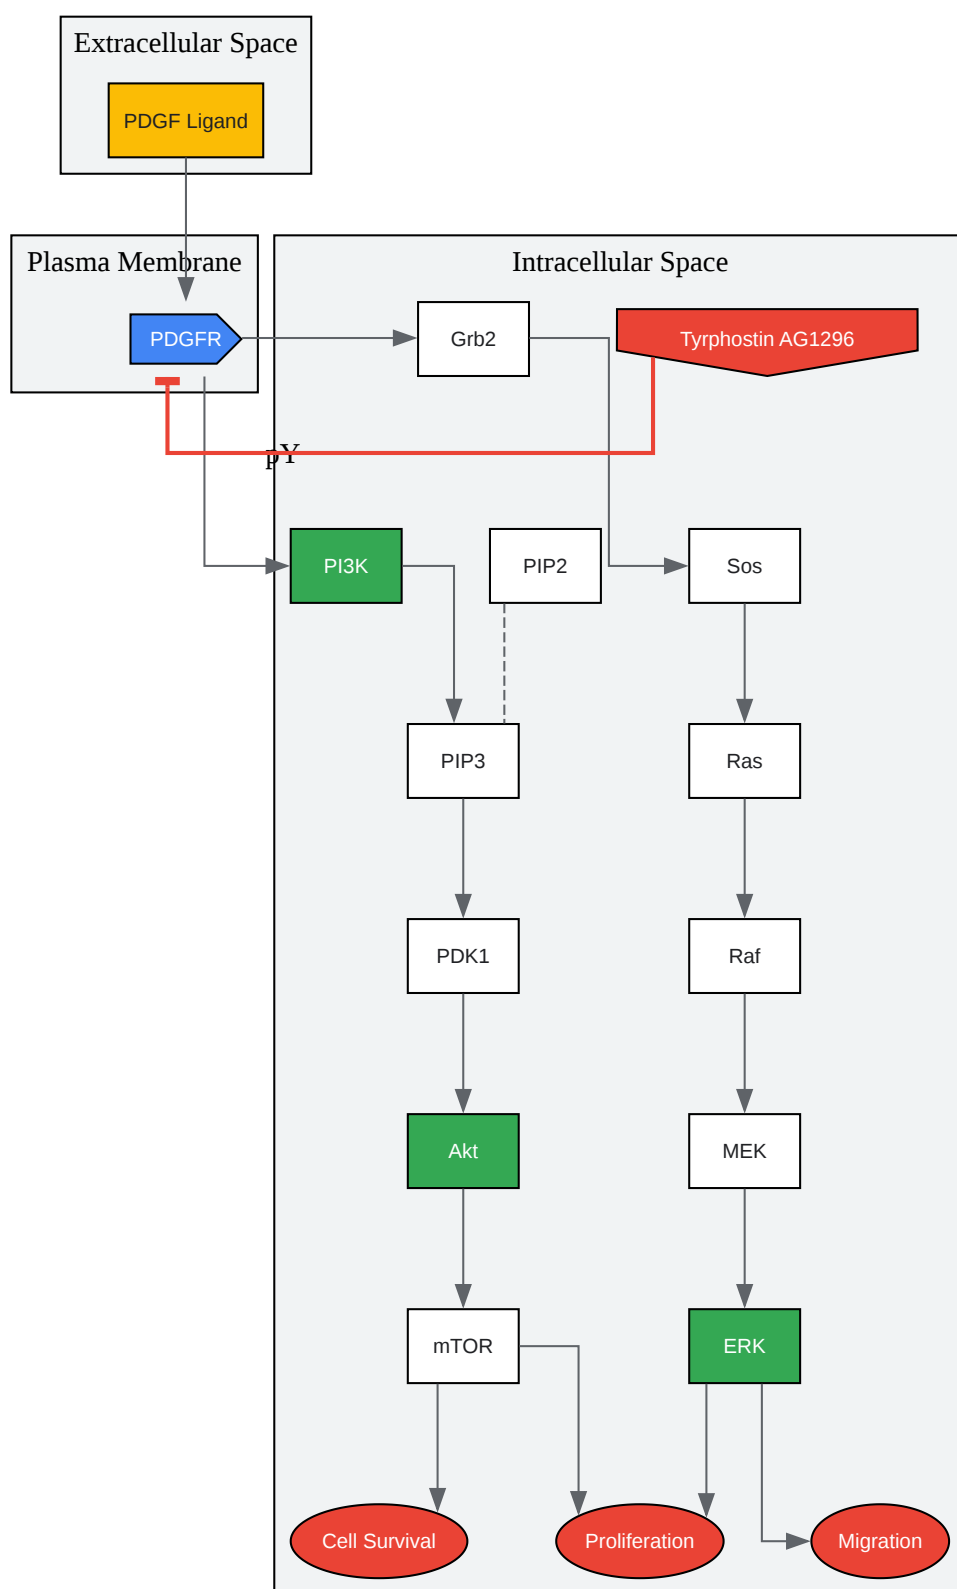 Extracellular Space
PDGF Ligand
Plasma Membrane
Intracellular Space
PDGFR
Grb2
Tyrphostin AG1296
pY
PI3K
PIP2
Sos
PIP3
Ras
PDK1
Raf
Akt
MEK
mTOR
ERK
Cell Survival
Proliferation
Migration